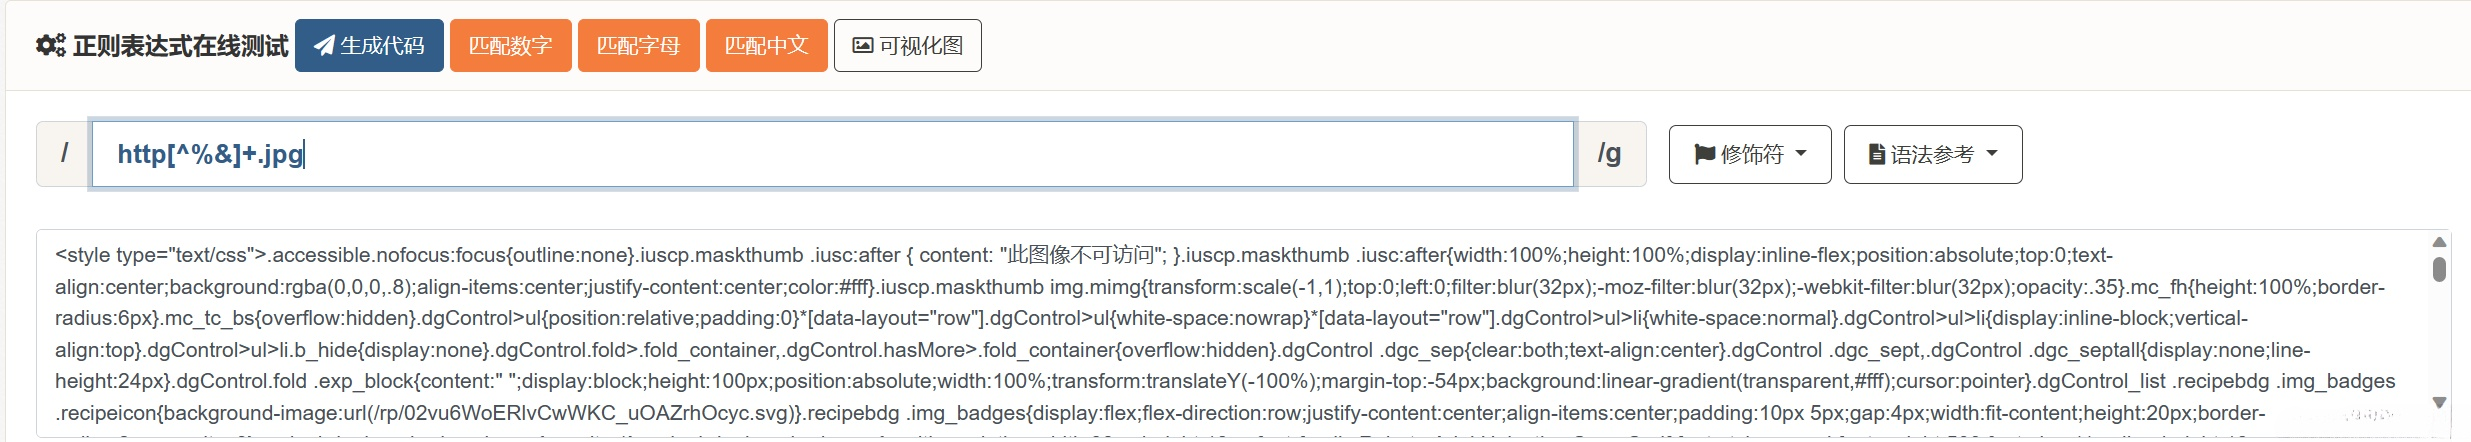 正则表达式在线测试 生成代码 匹配数字 匹配字母 匹配中文 可视化图
/ http[^%&]+.jpg /g 修饰符 语法参考
<style type="text/css">.accessible.nofocus:focus{outline:none}.iuscp.maskthumb .iusc:after { content: "此图像不可访问"; }.iuscp.maskthumb .iusc:after{width:100%;height:100%;display:inline-flex;position:absolute;top:0;text-
align:center;background:rgba(0,0,0,.8);align-items:center;justify-content:center;color:#fff}.iuscp.maskthumb img.mimg{transform:scale(-1,1);top:0;left:0;filter:blur(32px);-moz-filter:blur(32px);-webkit-filter:blur(32px);opacity:.35}.mc_fh{height:100%;border-
radius:6px}.mc_tc_bs{overflow:hidden}.dgControl>ul{position:relative;padding:0}*[data-layout="row"].dgControl>ul{white-space:nowrap}*[data-layout="row"].dgControl>ul>li{white-space:normal}.dgControl>ul>li{display:inline-block;vertical-
align:top}.dgControl>ul>li.b_hide{display:none}.dgControl.fold>.fold_container,.dgControl.hasMore>.fold_container{overflow:hidden}.dgControl .dgc_sep{clear:both;text-align:center}.dgControl .dgc_sept,.dgControl .dgc_septall{display:none;line-
height:24px}.dgControl.fold .exp_block{content:" ";display:block;height:100px;position:absolute;width:100%;transform:translateY(-100%);margin-top:-54px;background:linear-gradient(transparent,#fff);cursor:pointer}.dgControl_list .recipebdg .img_badges
.recipeicon{background-image:url(/rp/02vu6WoERlvCwWKC_uOAZrhOcyc.svg)}.recipebdg .img_badges{display:flex;flex-direction:row;justify-content:center;align-items:center;padding:10px 5px;gap:4px;width:fit-content;height:20px;border-